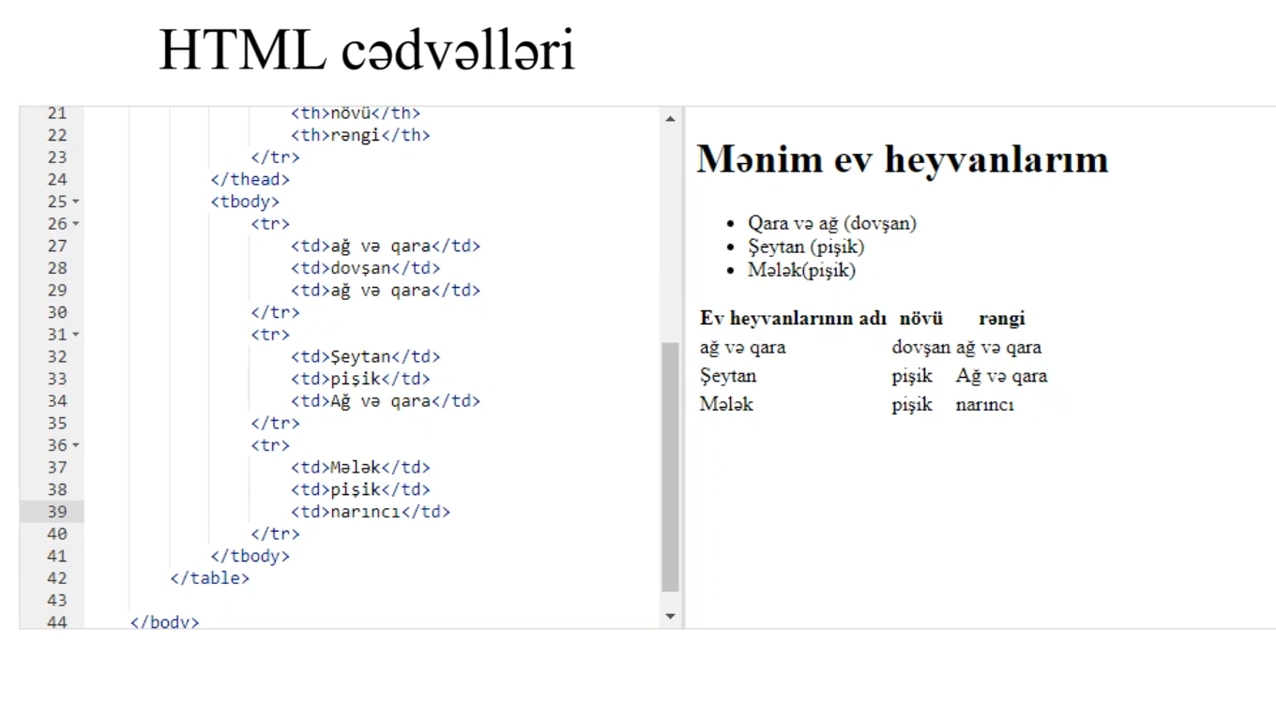 HTML cədvəlləri
21 <th>növü</th>
22 <th>rəngi</th>
23 </tr>
24 </thead>
25 <tbody>
26 <tr>
27 <td>ağ və qara</td>
28 <td>dovşan</td>
29 <td>ağ və qara</td>
30 </tr>
31 <tr>
32 <td>Şeytan</td>
33 <td>pişik</td>
34 <td>Ağ və qara</td>
35 </tr>
36 <tr>
37 <td>Mələk</td>
38 <td>pişik</td>
39 <td>narıncı</td>
40 </tr>
41 </tbody>
42 </table>
43
44 </body>
Mənim ev heyvanlarım
• Qara və ağ (dovşan)
• Şeytan (pişik)
• Mələk(pişik)
Ev heyvanlarının adı növü rəngi
ağ və qara dovşan ağ və qara
Şeytan pişik Ağ və qara
Mələk pişik narıncı